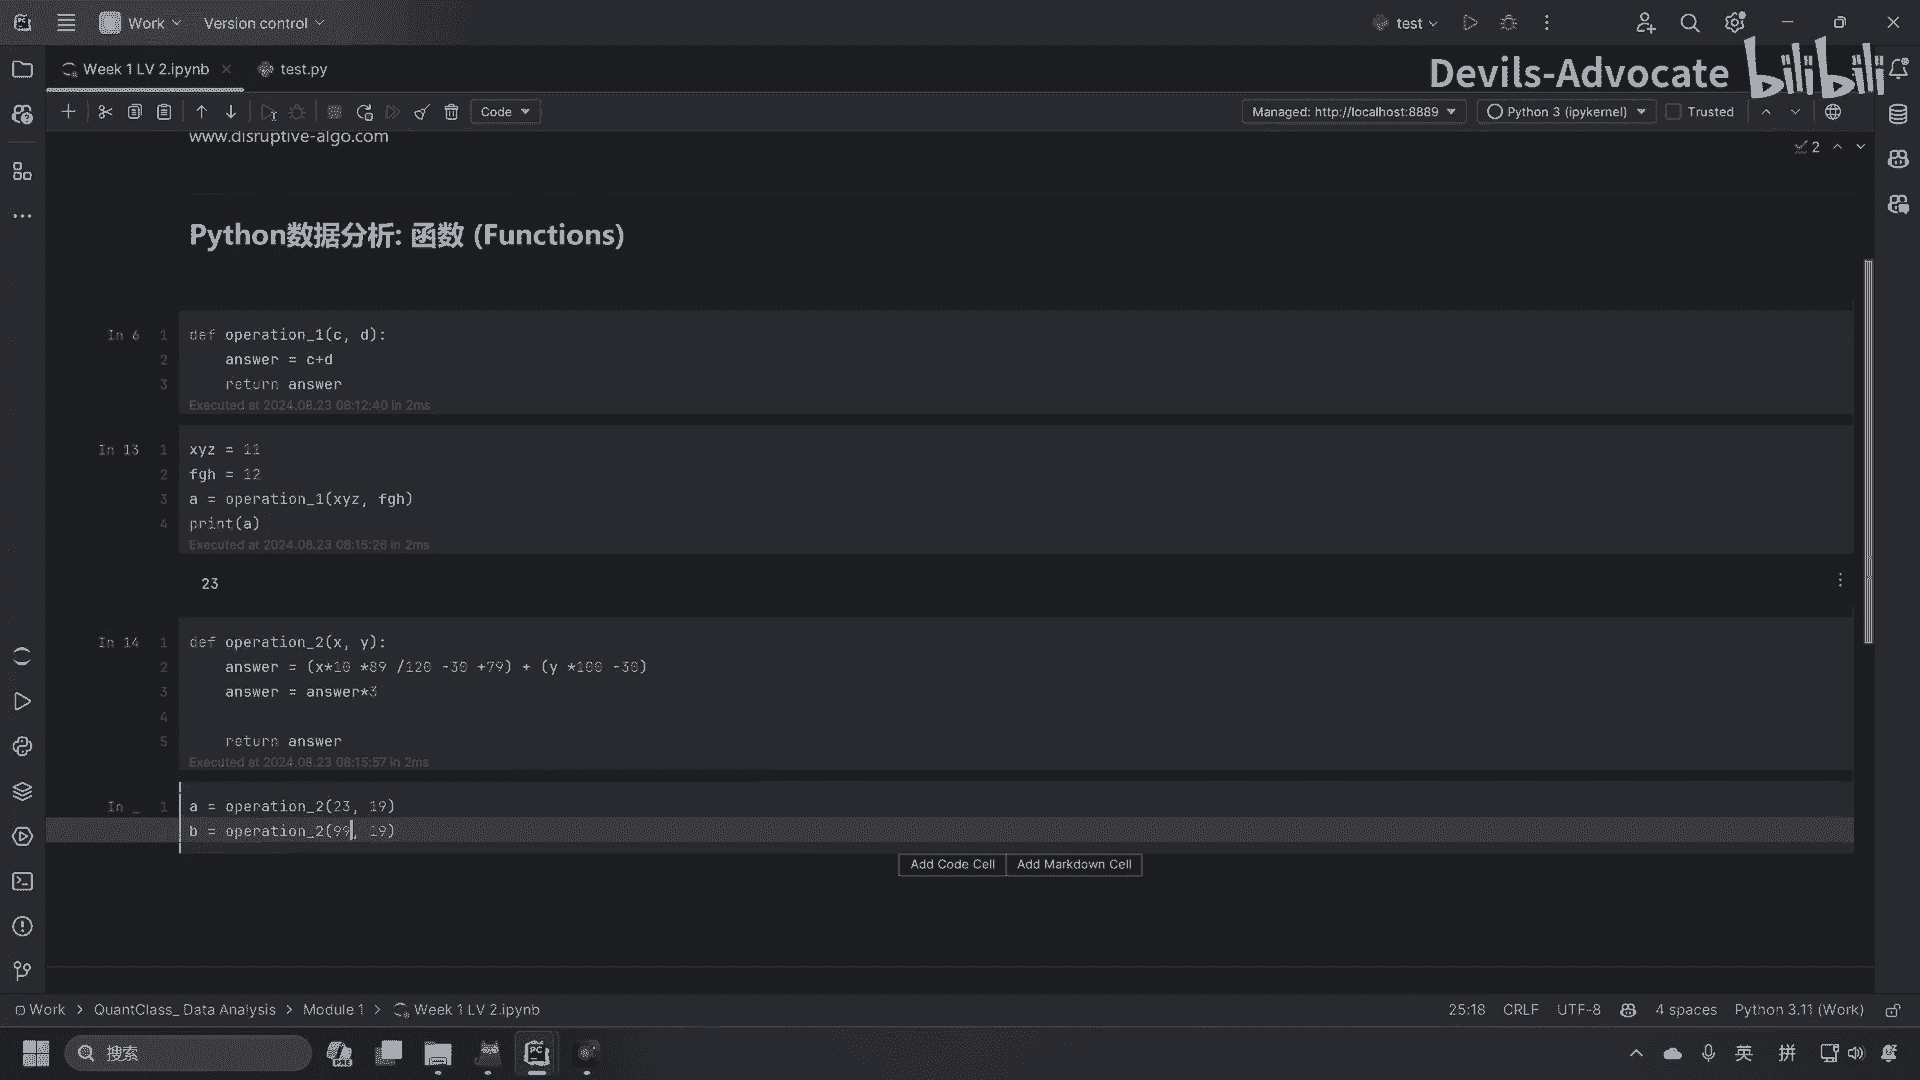 Work
Version control
test
Week 1 LV 2.ipynb
test.py
Devils-Advocate bilibili
Code
Managed: http://localhost:8889
Python 3 (ipykernel)
Trusted
www.disruptive-algo.com
2
Python数据分析: 函数 (Functions)
In 6
1 def operation_1(c, d):
2 answer = c+d
3 return answer
Executed at 2024.08.23 08:12:40 in 2ms
In 13
1 xyz = 11
2 fgh = 12
3 a = operation_1(xyz, fgh)
4 print(a)
Executed at 2024.08.23 08:15:26 in 2ms
23
In 14
1 def operation_2(x, y):
2 answer = (x*10 *89 /120 -30 +79) + (y *100 -30)
3 answer = answer*3
4
5 return answer
Executed at 2024.08.23 08:15:57 in 2ms
In _
1 a = operation_2(23, 19)
b = operation_2(99, 19)
Add Code Cell
Add Markdown Cell
Work > QuantClass_ Data Analysis > Module 1 > Week 1 LV 2.ipynb
25:18 CRLF UTF-8 4 spaces Python 3.11 (Work)
搜索
英
拼